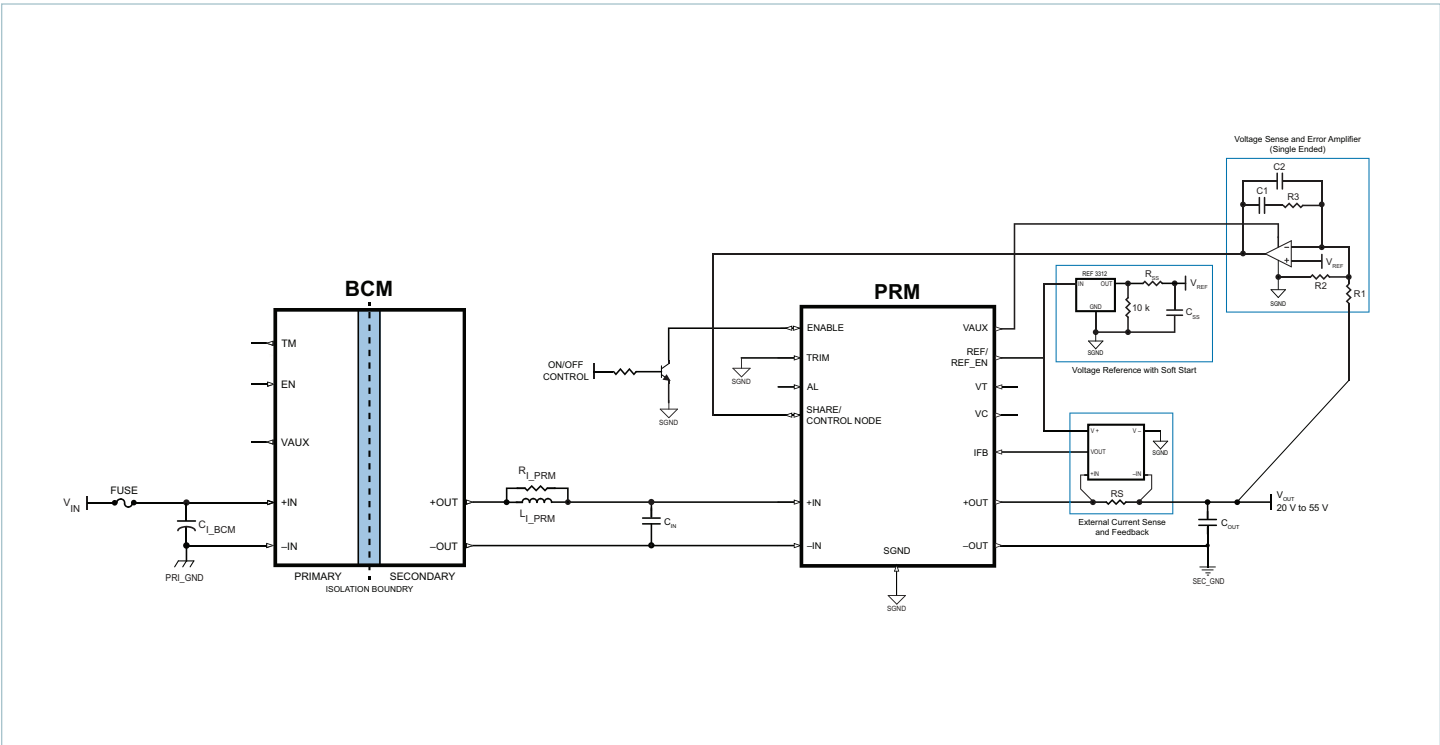 Voltage Sense and Error Amplifier
(Single Ended)
C2
C1
R3
–
+
V_REF
SGND
R2
R1
BCM
TM
EN
VAUX
+IN
–IN
+OUT
–OUT
PRIMARY
SECONDARY
ISOLATION BOUNDRY
V_IN
FUSE
C_I_BCM
PRI_GND
R_I_PRM
L_I_PRM
C_IN
ON/OFF
CONTROL
SGND
SGND
PRM
ENABLE
TRIM
AL
SHARE/
CONTROL NODE
+IN
–IN
VAUX
REF/
REF_EN
VT
VC
IFB
+OUT
–OUT
SGND
SGND
REF 3312
IN
OUT
GND
R_SS
V_REF
10 k
C_SS
SGND
Voltage Reference with Soft Start
V+
V–
VOUT
SGND
+IN
–IN
RS
External Current Sense
and Feedback
C_OUT
V_OUT
20 V to 55 V
SEC_GND